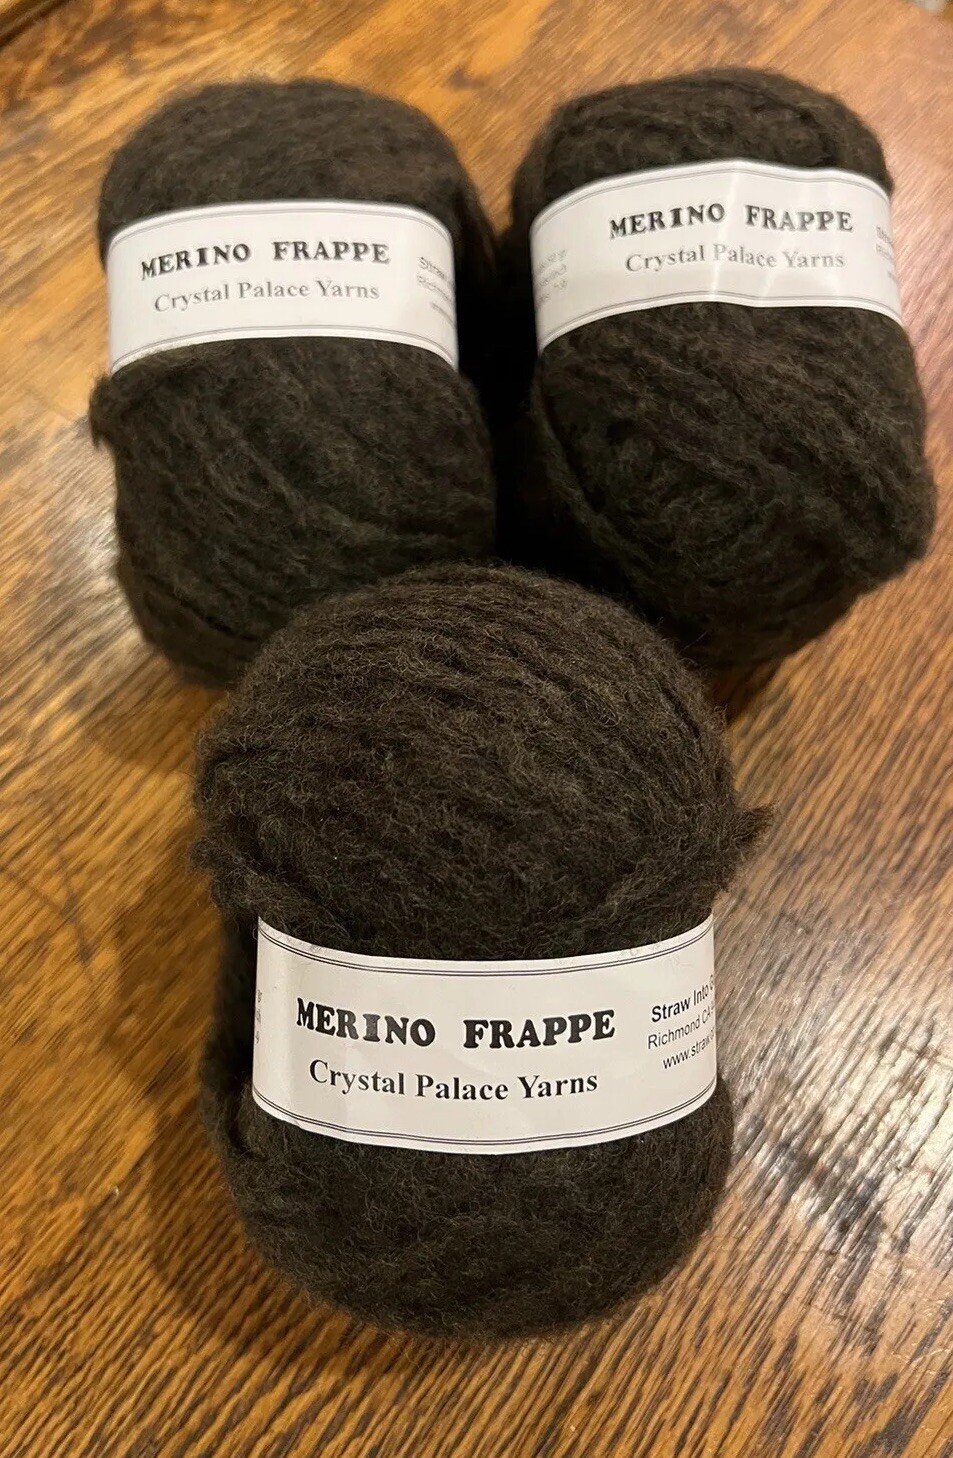 MERINO FRAPPE
Crystal Palace Yarns
MERINO FRAPPE
Crystal Palace Yarns
MERINO FRAPPE
Crystal Palace Yarns
Straw Into
Richmond CA
www.straw